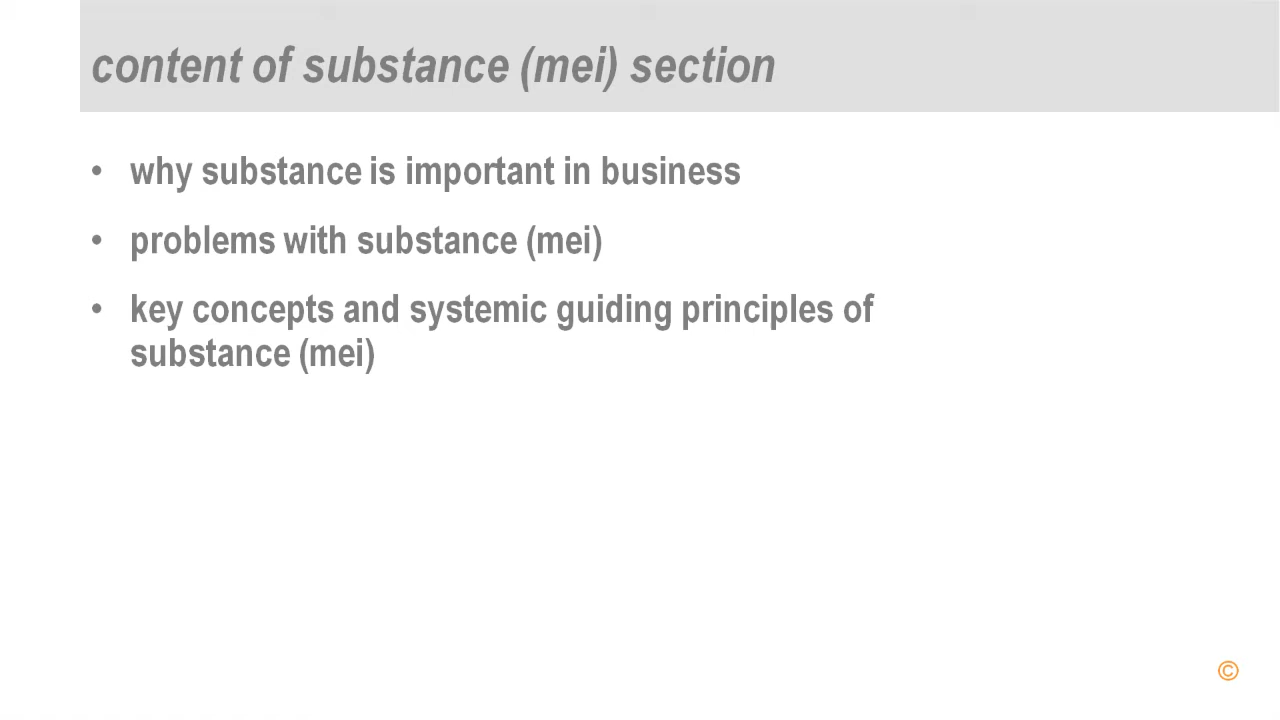 content of substance (mei) section
• why substance is important in business
• problems with substance (mei)
• key concepts and systemic guiding principles of
substance (mei)
©